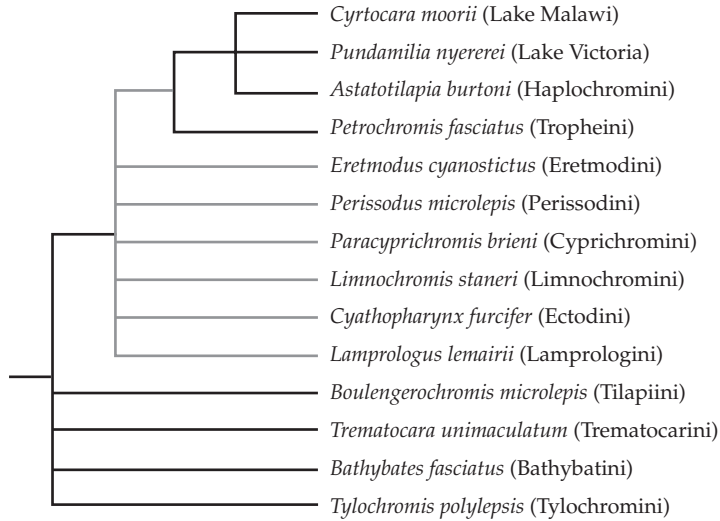 Cyrtocara moorii (Lake Malawi)
Pundamilia nyererei (Lake Victoria)
Astatotilapia burtoni (Haplochromini)
Petrochromis fasciatus (Tropheini)
Eretmodus cyanostictus (Eretmodini)
Perissodus microlepis (Perissodini)
Paracyprichromis brieni (Cyprichromini)
Limnochromis staneri (Limnochromini)
Cyathopharynx furcifer (Ectodini)
Lamprologus lemairii (Lamprologini)
Boulengerochromis microlepis (Tilapiini)
Trematocara unimaculatum (Trematocarini)
Bathybates fasciatus (Bathybatini)
Tylochromis polylepsis (Tylochromini)